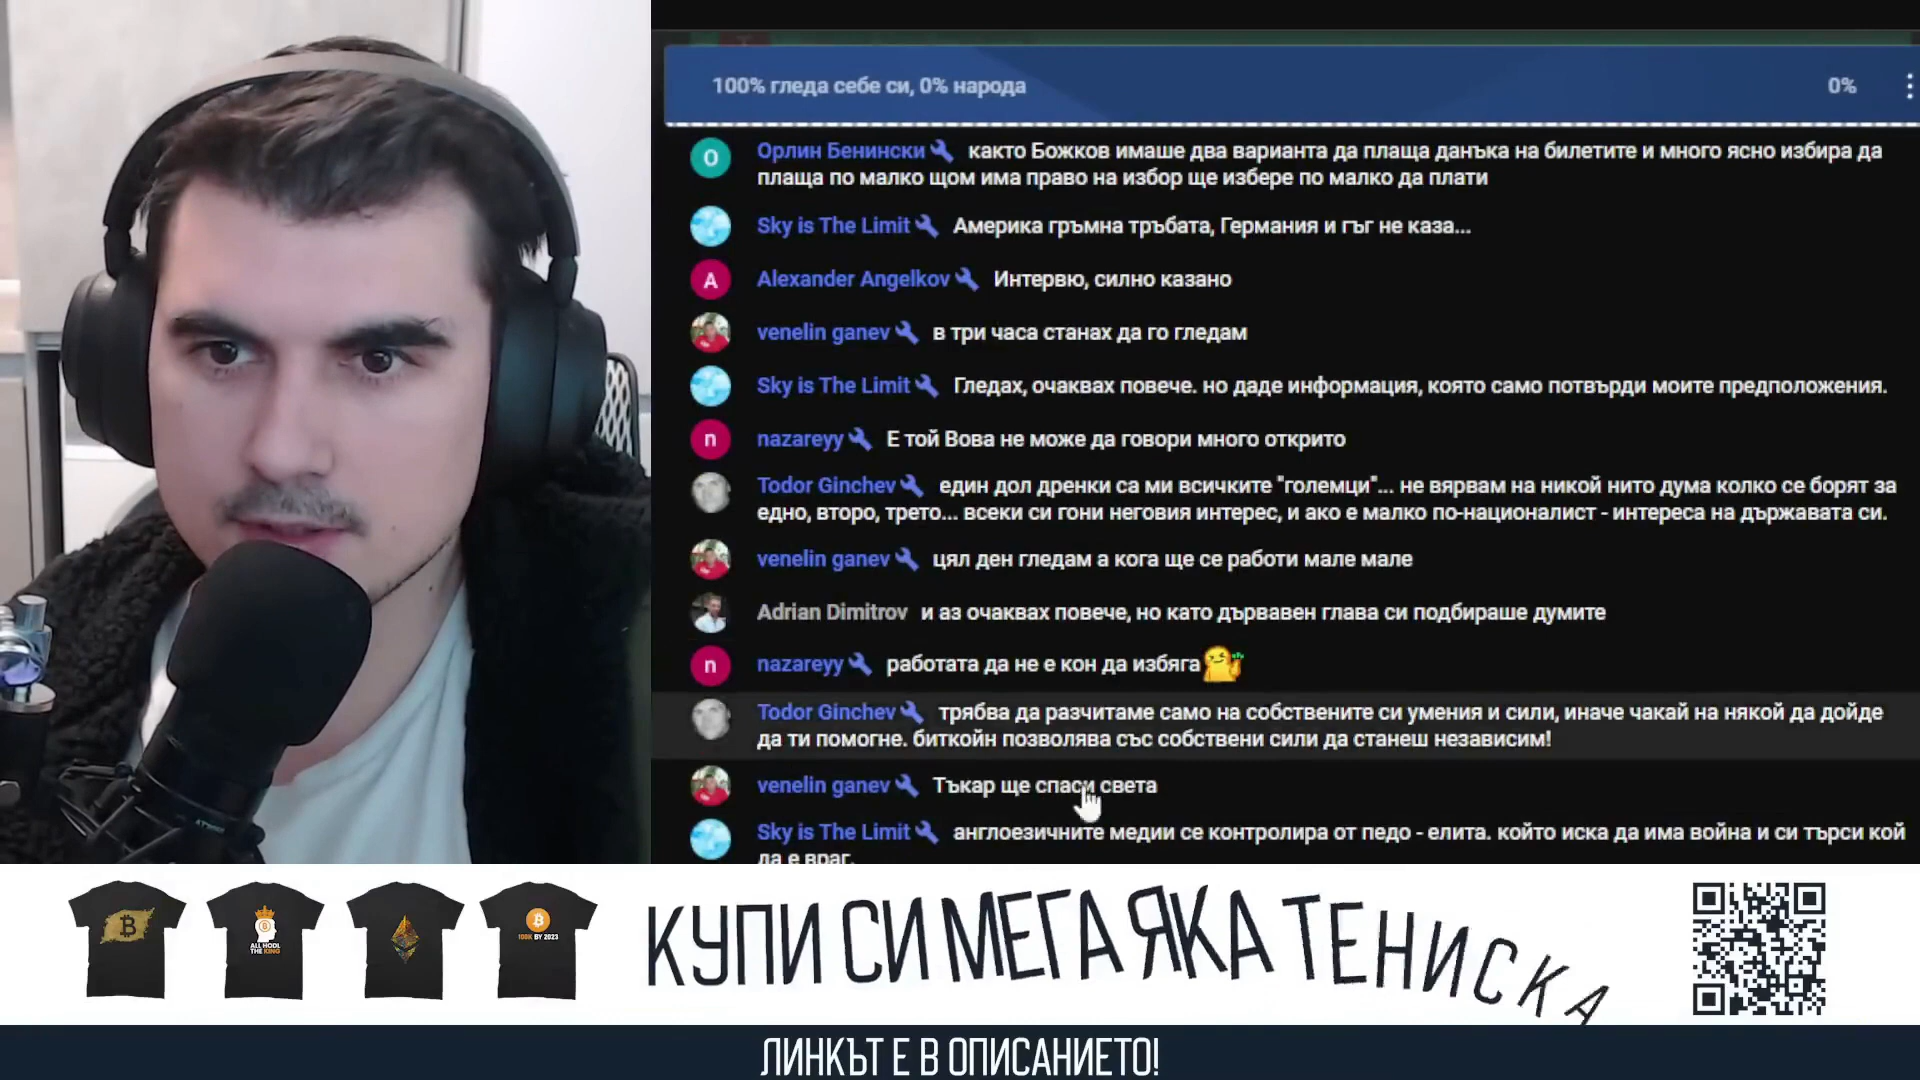 100% гледа себе си, 0% народа
0%
O
Орлин Бенински както Божков имаше два варианта да плаща данъка на билетите и много ясно избира да
плаща по малко щом има право на избор ще избере по малко да плати
Sky is The Limit Америка гръмна тръбата, Германия и гъг не каза...
A
Alexander Angelkov Интервю, силно казано
venelin ganev в три часа станах да го гледам
Sky is The Limit Гледах, очаквах повече. но даде информация, която само потвърди моите предположения.
n
nazareyy Е той Вова не може да говори много открито
Todor Ginchev един дол дренки са ми всичките "големци"... не вярвам на никой нито дума колко се борят за
едно, второ, трето... всеки си гони неговия интерес, и ако е малко по-националист - интереса на държавата си.
venelin ganev цял ден гледам а кога ще се работи мале мале
Adrian Dimitrov и аз очаквах повече, но като дървавен глава си подбираше думите
n
nazareyy работата да не е кон да избяга
Todor Ginchev трябва да разчитаме само на собствените си умения и сили, иначе чакай на някой да дойде
да ти помогне. биткойн позволява със собствени сили да станеш независим!
venelin ganev Тъкар ще спаси света
Sky is The Limit англоезичните медии се контролира от педо - елита. който иска да има война и си търси кой
да е враг.
ALL HODL
THE KING
100K BY 2023
КУПИ СИ МЕГА ЯКА ТЕНИСКА
ЛИНКЪТ Е В ОПИСАНИЕТО!